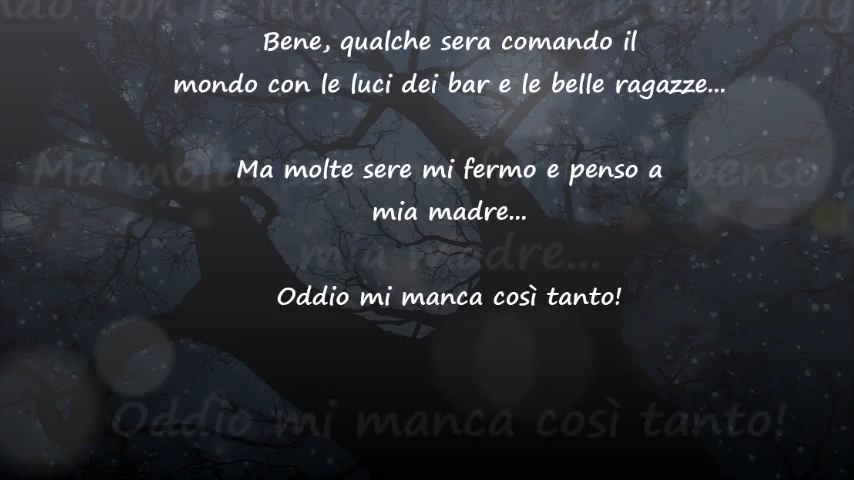 Bene, qualche sera comando il
mondo con le luci dei bar e le belle ragazze...
Ma molte sere mi fermo e penso a
mia madre...
Oddio mi manca così tanto!